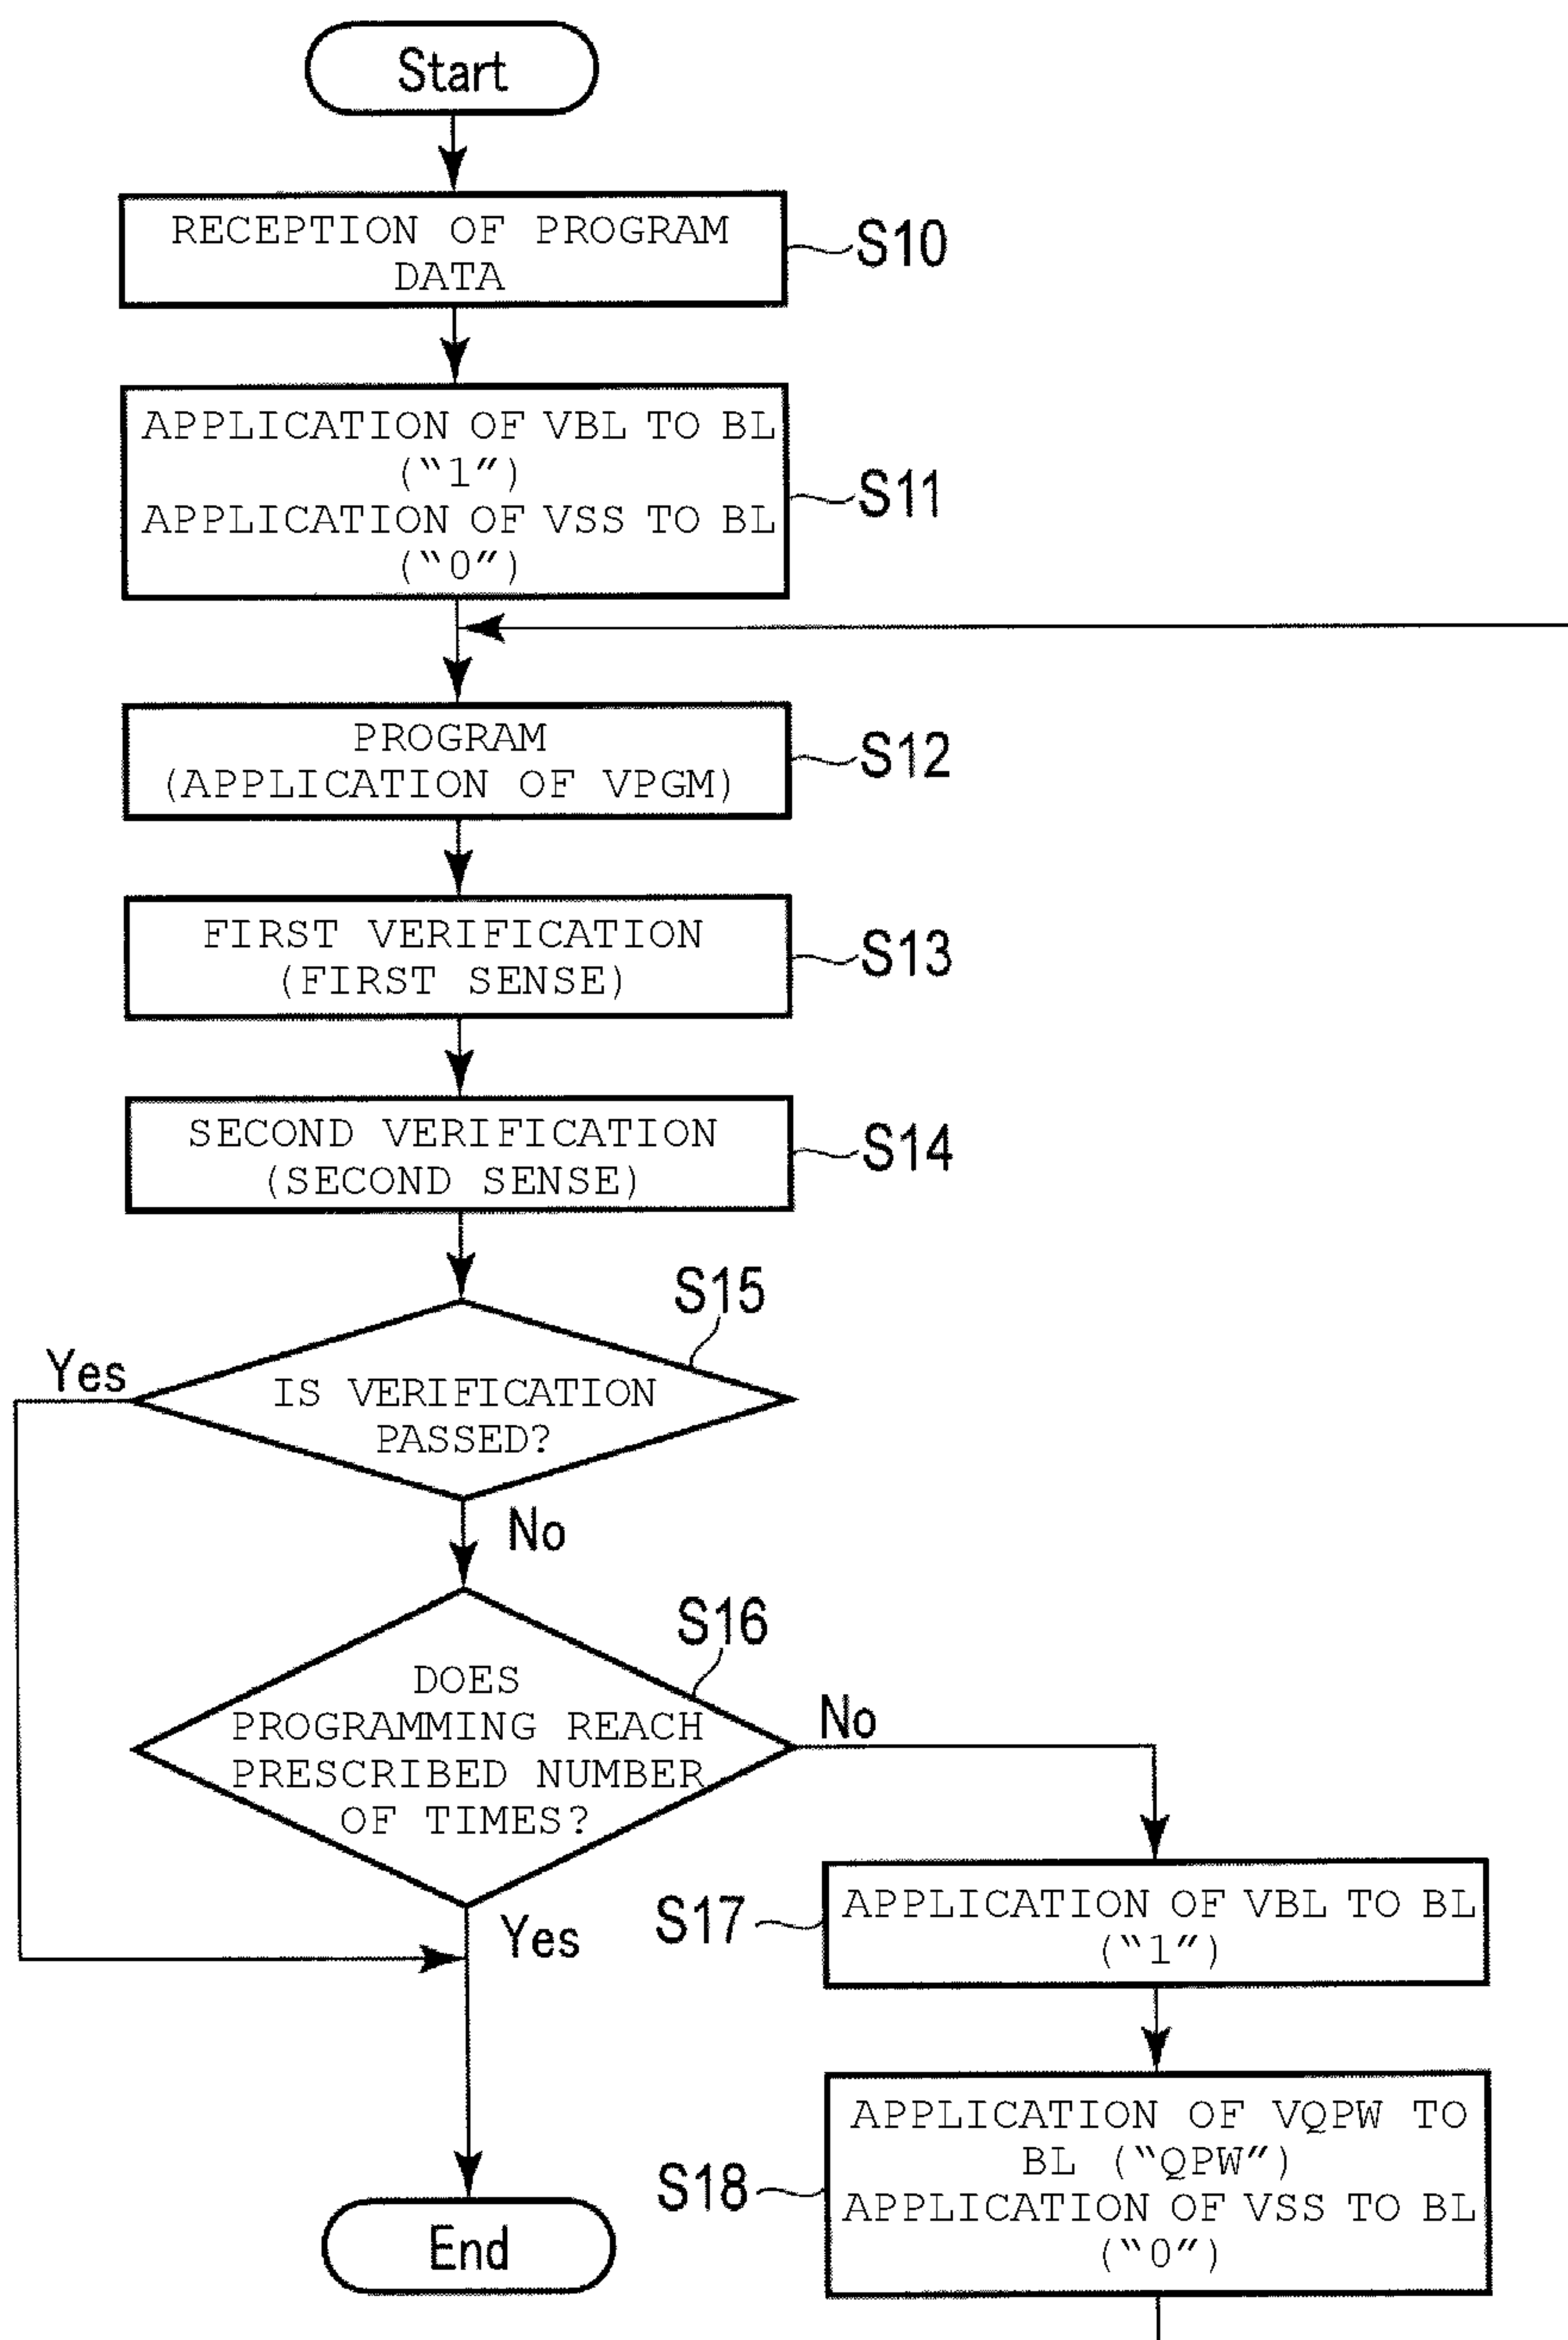 Start
RECEPTION OF PROGRAM
DATA
S10
APPLICATION OF VBL TO BL
(“1”)
APPLICATION OF VSS TO BL
(“0”)
S11
PROGRAM
(APPLICATION OF VPGM)
S12
FIRST VERIFICATION
(FIRST SENSE)
S13
SECOND VERIFICATION
(SECOND SENSE)
S14
S15
Yes
IS VERIFICATION
PASSED?
No
S16
DOES
PROGRAMMING REACH
PRESCRIBED NUMBER
OF TIMES?
No
Yes
S17
APPLICATION OF VBL TO BL
(“1”)
S18
APPLICATION OF VQPW TO
BL (“QPW”)
APPLICATION OF VSS TO BL
(“0”)
End